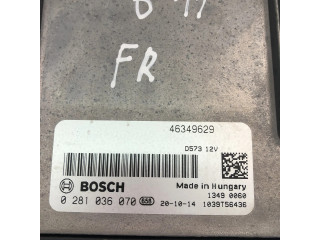 FR
46349629
D573 12V
BOSCH
Made in Hungary
1349 0060
0 281 036 070
20-10-14 1039T56436